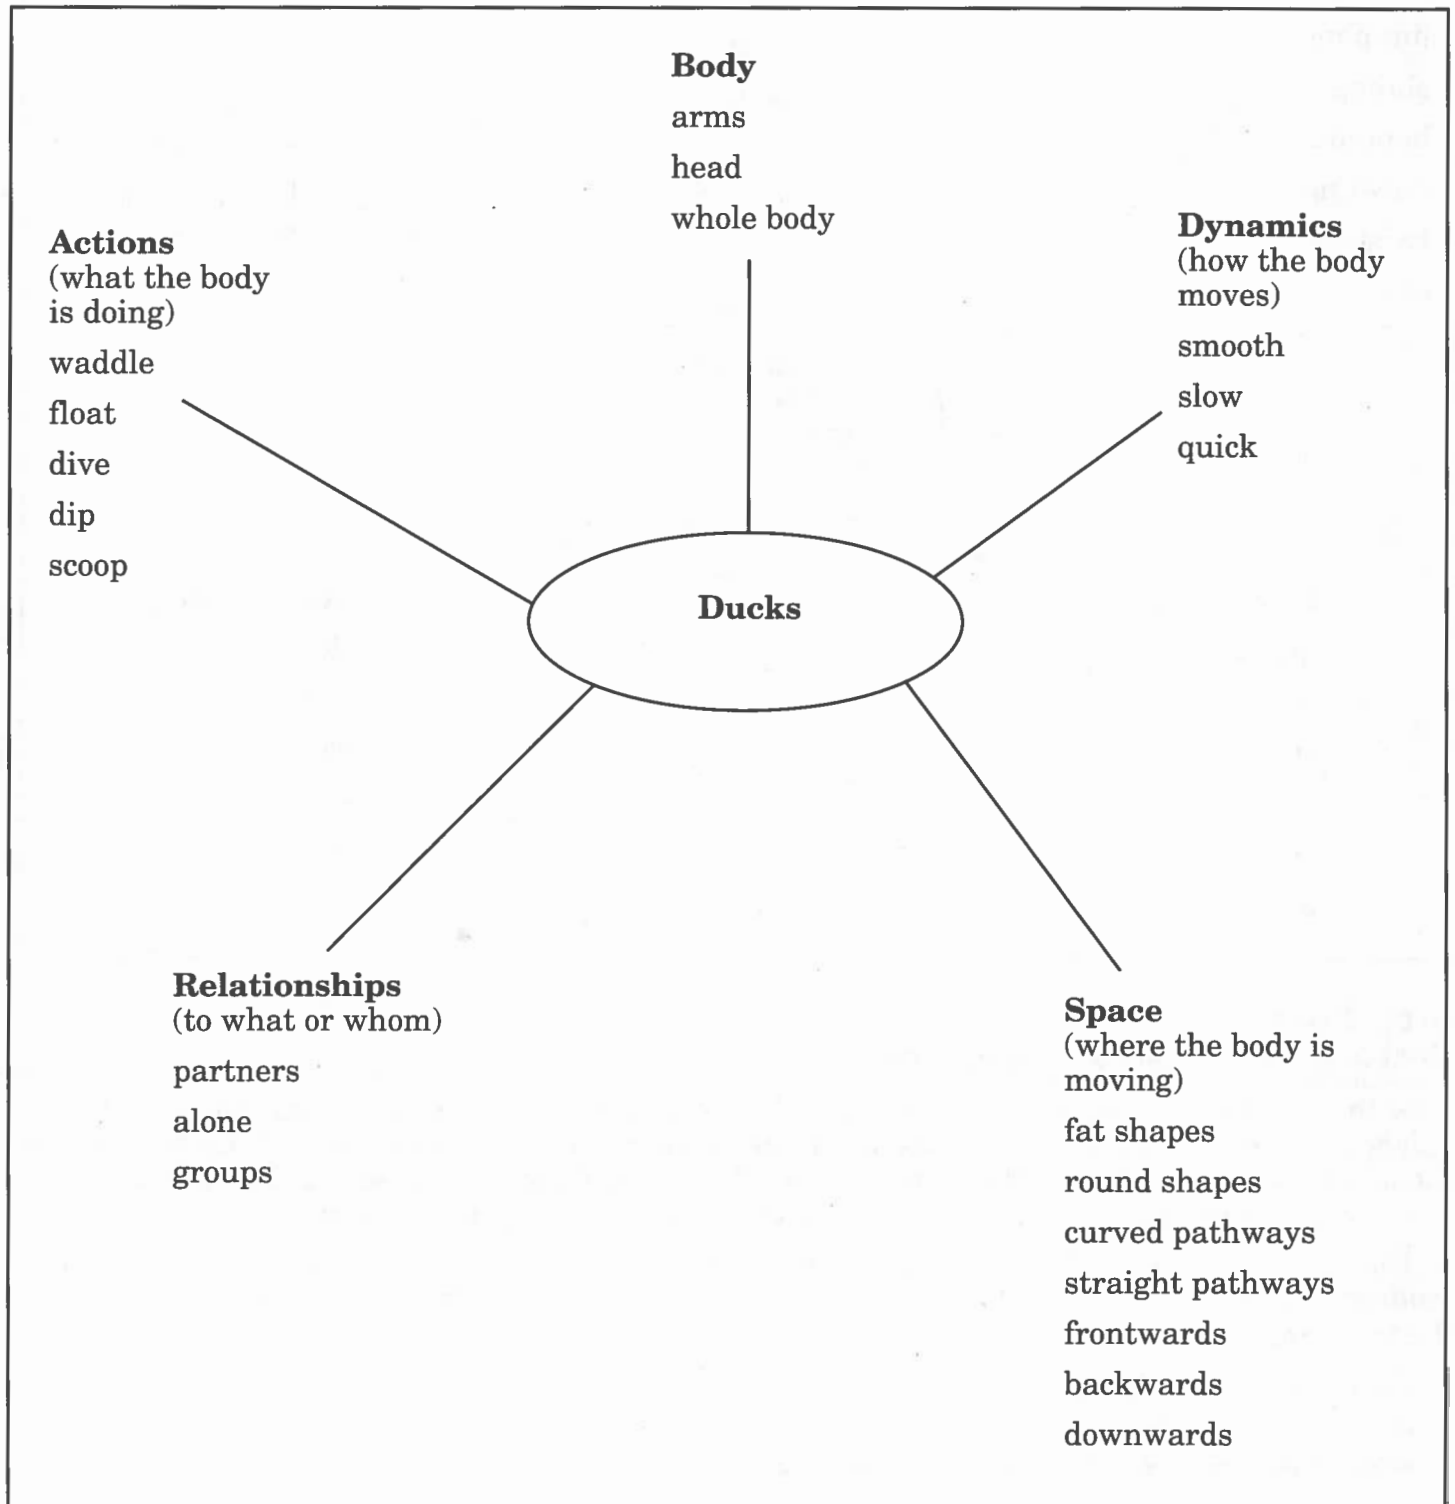 Body
arms
head
whole body
Actions
(what the body
is doing)
waddle
float
dive
dip
scoop
Dynamics
(how the body
moves)
smooth
slow
quick
Ducks
Relationships
(to what or whom)
partners
alone
groups
Space
(where the body is
moving)
fat shapes
round shapes
curved pathways
straight pathways
frontwards
backwards
downwards